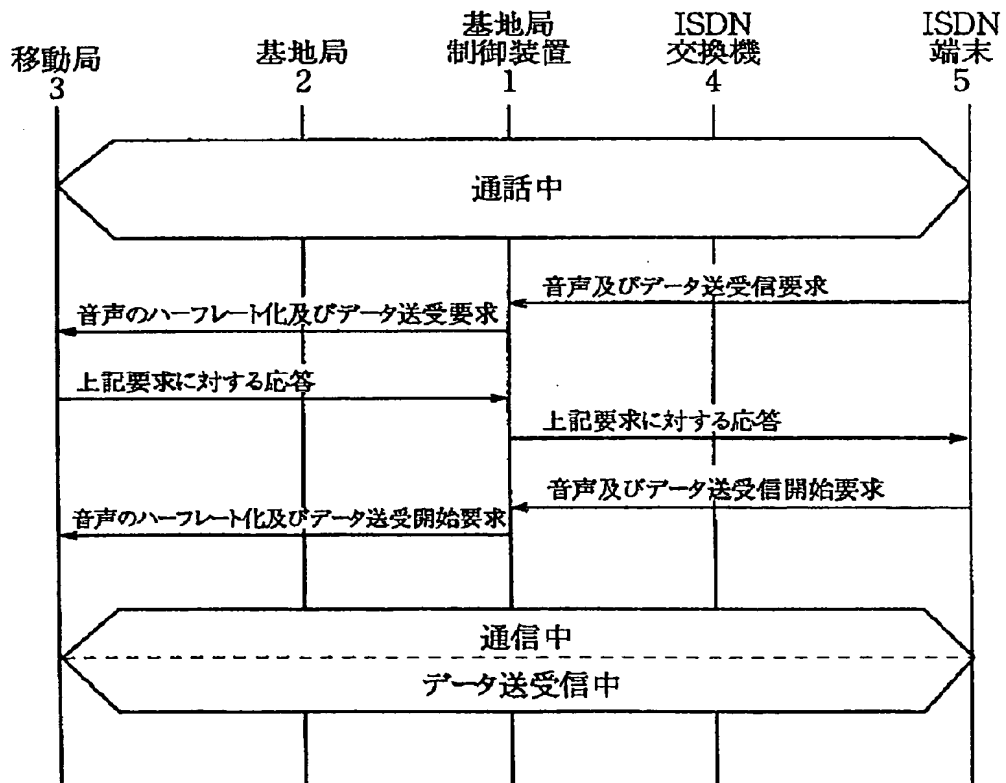 移動局
3
基地局
2
基地局
制御装置
1
ISDN
交換機
4
ISDN
端末
5
通話中
音声及びデータ送受信要求
音声のハーフレート化及びデータ送受要求
上記要求に対する応答
上記要求に対する応答
音声及びデータ送受信開始要求
音声のハーフレート化及びデータ送受開始要求
通信中
データ送受信中